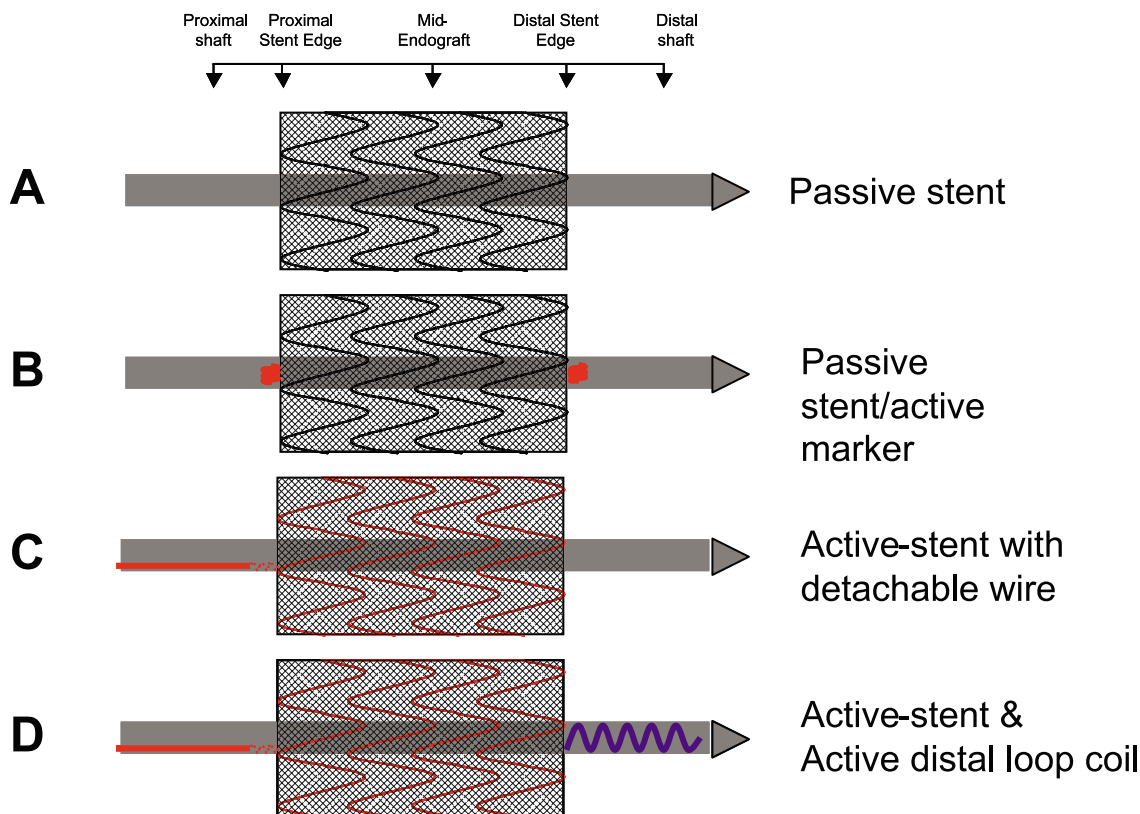 Proximal shaft
Proximal Stent Edge
Mid-Endograft
Distal Stent Edge
Distal shaft
A
Passive stent
B
Passive
stent/active
marker
C
Active-stent with
detachable wire
D
Active-stent &
Active distal loop coil